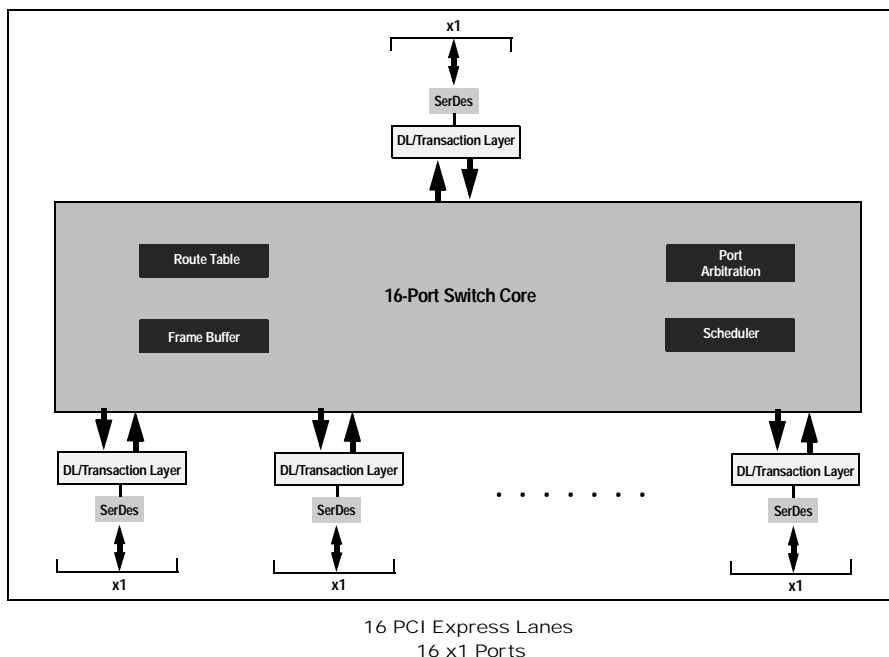 x1
SerDes
DL/Transaction Layer
Route Table
Port
Arbitration
16-Port Switch Core
Frame Buffer
Scheduler
DL/Transaction Layer
DL/Transaction Layer
DL/Transaction Layer
. . . . . . .
SerDes
SerDes
SerDes
x1
x1
x1
16 PCI Express Lanes
16 x1 Ports